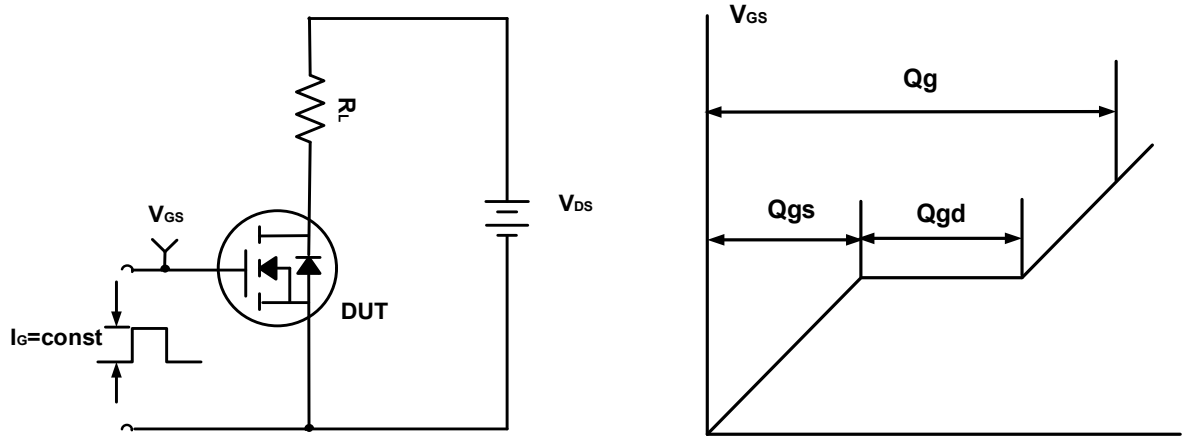 RL
VGS
VDS
DUT
IG=const
VGS
Qg
Qgs
Qgd